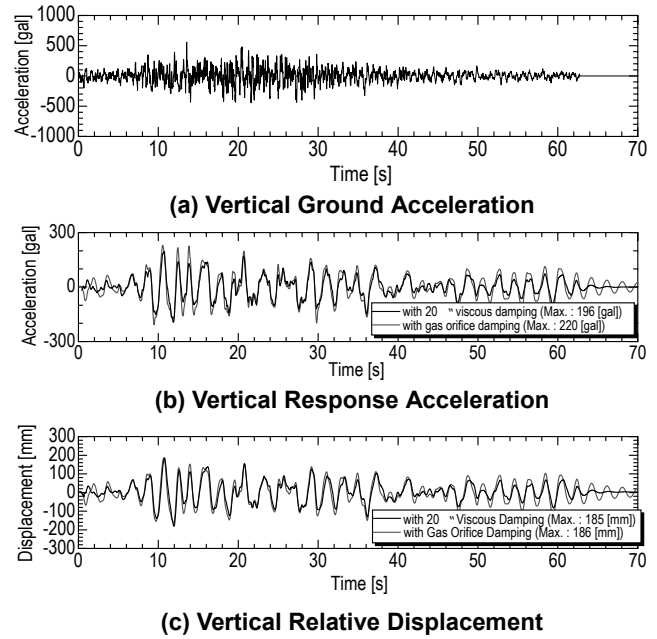 Acceleration [gal]
1000
500
0
-500
-1000
0 10 20 30 40 50 60 70
Time [s]
(a) Vertical Ground Acceleration
Acceleration [gal]
300
0
-300
with 20 “ viscous damping (Max. : 196 [gal])
with gas orifice damping (Max. : 220 [gal])
0 10 20 30 40 50 60 70
Time [s]
(b) Vertical Response Acceleration
Displacement [mm]
300
200
100
0
-100
-200
-300
with 20 “ Viscous Damping (Max. : 185 [mm])
with Gas Orifice Damping (Max. : 186 [mm])
0 10 20 30 40 50 60 70
Time [s]
(c) Vertical Relative Displacement